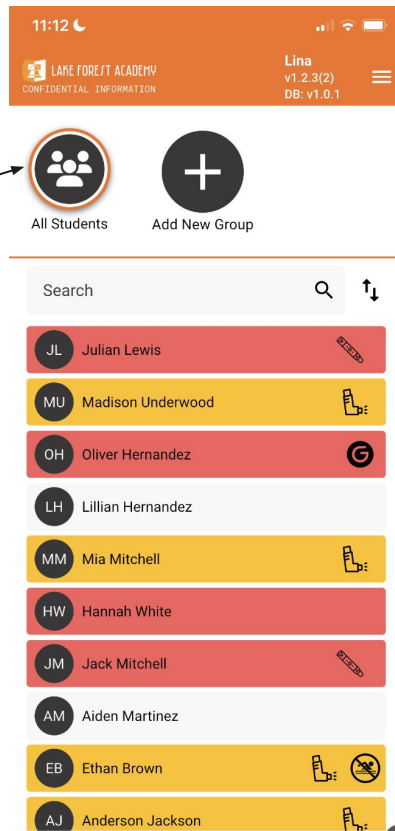 11:12
LAKE FOREST ACADEMY
CONFIDENTIAL INFORMATION
Lina
v1.2.3(2)
DB: v1.0.1
All Students
Add New Group
Search
JL Julian Lewis
MU Madison Underwood
OH Oliver Hernandez G
LH Lillian Hernandez
MM Mia Mitchell
HW Hannah White
JM Jack Mitchell
AM Aiden Martinez
EB Ethan Brown
AJ Anderson Jackson